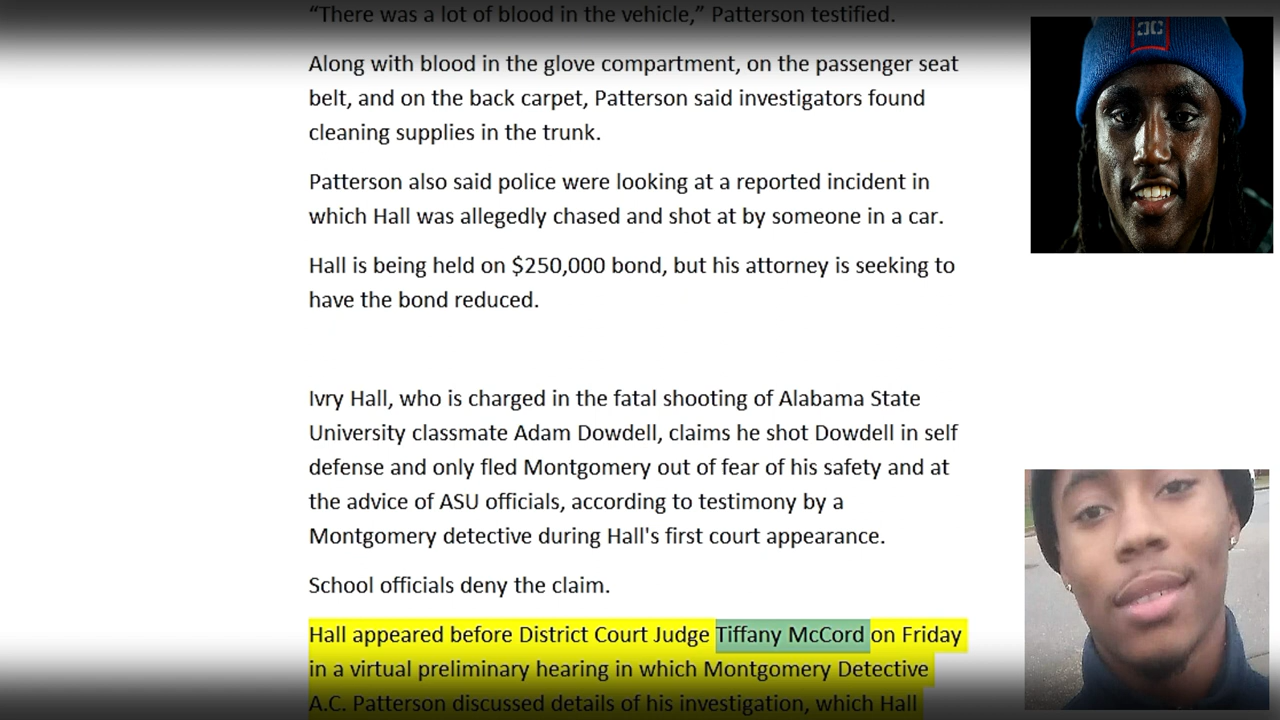 “There was a lot of blood in the vehicle,” Patterson testified.
Along with blood in the glove compartment, on the passenger seat
belt, and on the back carpet, Patterson said investigators found
cleaning supplies in the trunk.
Patterson also said police were looking at a reported incident in
which Hall was allegedly chased and shot at by someone in a car.
Hall is being held on $250,000 bond, but his attorney is seeking to
have the bond reduced.
Ivry Hall, who is charged in the fatal shooting of Alabama State
University classmate Adam Dowdell, claims he shot Dowdell in self
defense and only fled Montgomery out of fear of his safety and at
the advice of ASU officials, according to testimony by a
Montgomery detective during Hall's first court appearance.
School officials deny the claim.
Hall appeared before District Court Judge Tiffany McCord on Friday
in a virtual preliminary hearing in which Montgomery Detective
A.C. Patterson discussed details of his investigation, which Hall